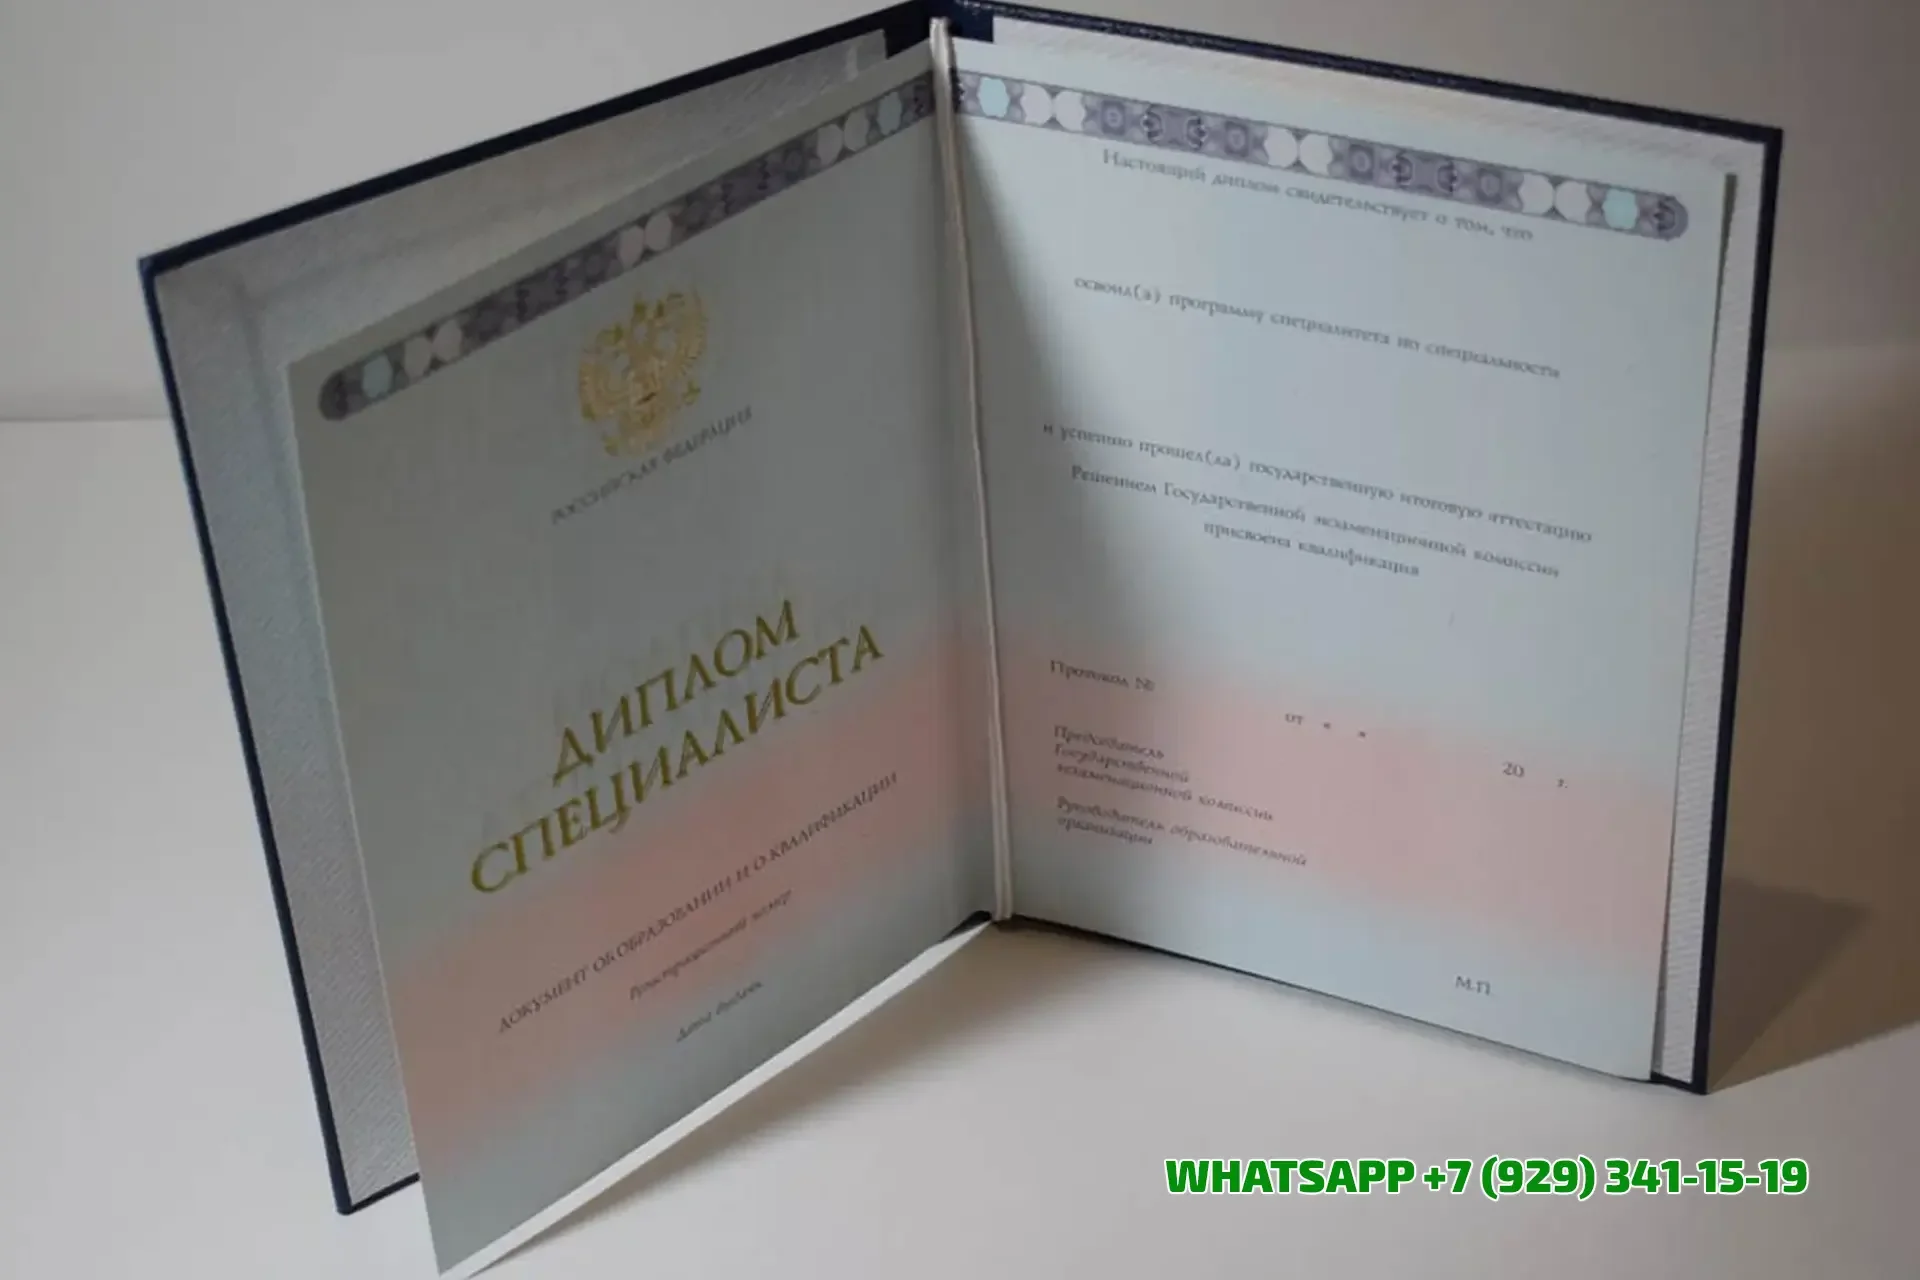 РОССИЙСКАЯ ФЕДЕРАЦИЯ
ДИПЛОМ
СПЕЦИАЛИСТА
ДОКУМЕНТ ОБ ОБРАЗОВАНИИ И О КВАЛИФИКАЦИИ
Регистрационный номер
Дата выдачи
Настоящий диплом свидетельствует о том, что
освоил(а) программу специалитета по специальности
и успешно прошел(ла) государственную итоговую аттестацию
Решением Государственной экзаменационной комиссии
присвоена квалификация
Протокол №
от « »
20 г.
Председатель
Государственной
экзаменационной комиссии
Руководитель образовательной
организации
М.П.
WHATSAPP +7 (929) 341-15-19